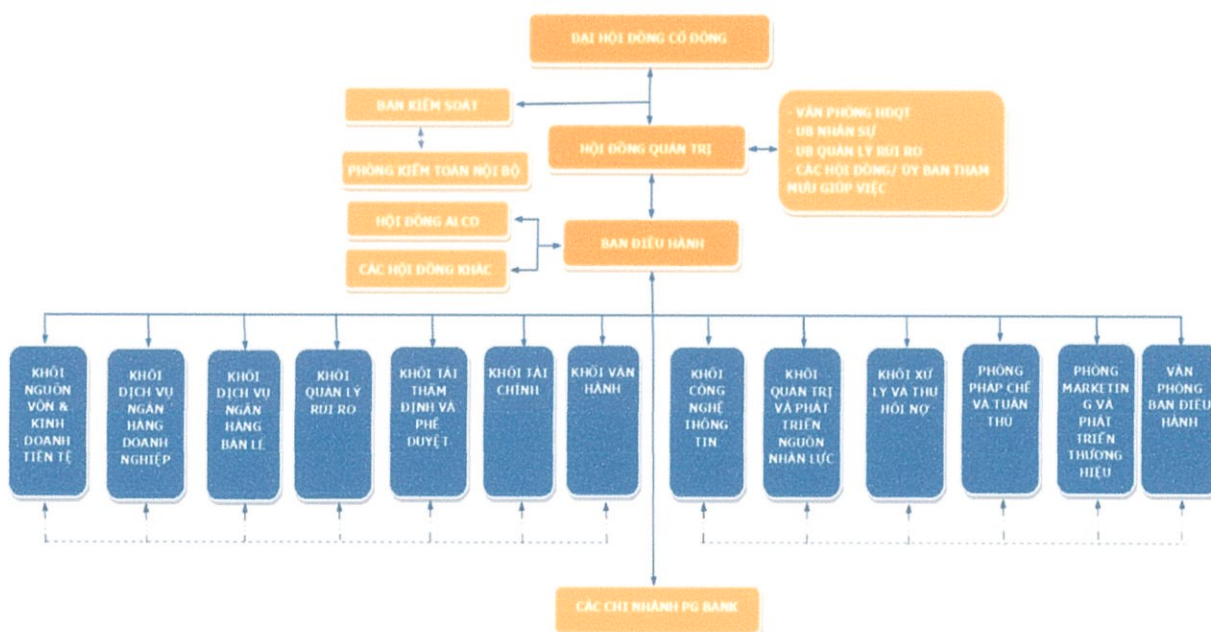 ĐẠI HỘI ĐỒNG CỔ ĐÔNG
BAN KIỂM SOÁT
PHÒNG KIỂM TOÁN NỘI BỘ
HỘI ĐỒNG QUẢN TRỊ
- VĂN PHÒNG HĐQT
- UB NHÂN SỰ
- UB QUẢN LÝ RỦI RO
- CÁC HỘI ĐỒNG/ ỦY BAN THAM
MƯU GIÚP VIỆC
HỘI ĐỒNG ALCO
CÁC HỘI ĐỒNG KHÁC
BAN ĐIỀU HÀNH
KHỐI
NGUỒN
VỐN &
KINH
DOANH
TIỀN TỆ
KHỐI
DỊCH VỤ
NGÂN
HÀNG
DOANH
NGHIỆP
KHỐI
DỊCH VỤ
NGÂN
HÀNG
BÁN LẺ
KHỐI
QUẢN LÝ
RỦI RO
KHỐI TÁI
THẨM
ĐỊNH VÀ
PHÊ
DUYỆT
KHỐI TÀI
CHÍNH
KHỐI VẬN
HÀNH
KHỐI
CÔNG
NGHỆ
THÔNG
TIN
KHỐI
QUẢN TRỊ
VÀ PHÁT
TRIỂN
NGUỒN
NHÂN LỰC
KHỐI XỬ
LÝ VÀ THU
HỒI NỢ
PHÒNG
PHÁP CHẾ
VÀ TUÂN
THỦ
PHÒNG
MARKETIN
G VÀ
PHÁT
TRIỂN
THƯƠNG
HIỆU
VĂN
PHÒNG
BAN ĐIỀU
HÀNH
CÁC CHI NHÁNH PG BANK